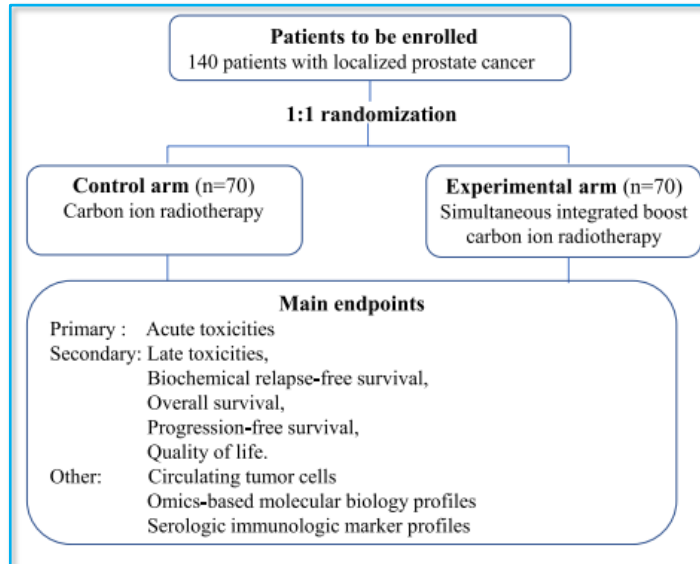 Patients to be enrolled
140 patients with localized prostate cancer
1:1 randomization
Control arm (n=70)
Carbon ion radiotherapy
Experimental arm (n=70)
Simultaneous integrated boost
carbon ion radiotherapy
Main endpoints
Primary : Acute toxicities
Secondary: Late toxicities,
Biochemical relapse-free survival,
Overall survival,
Progression-free survival,
Quality of life.
Other: Circulating tumor cells
Omics-based molecular biology profiles
Serologic immunologic marker profiles